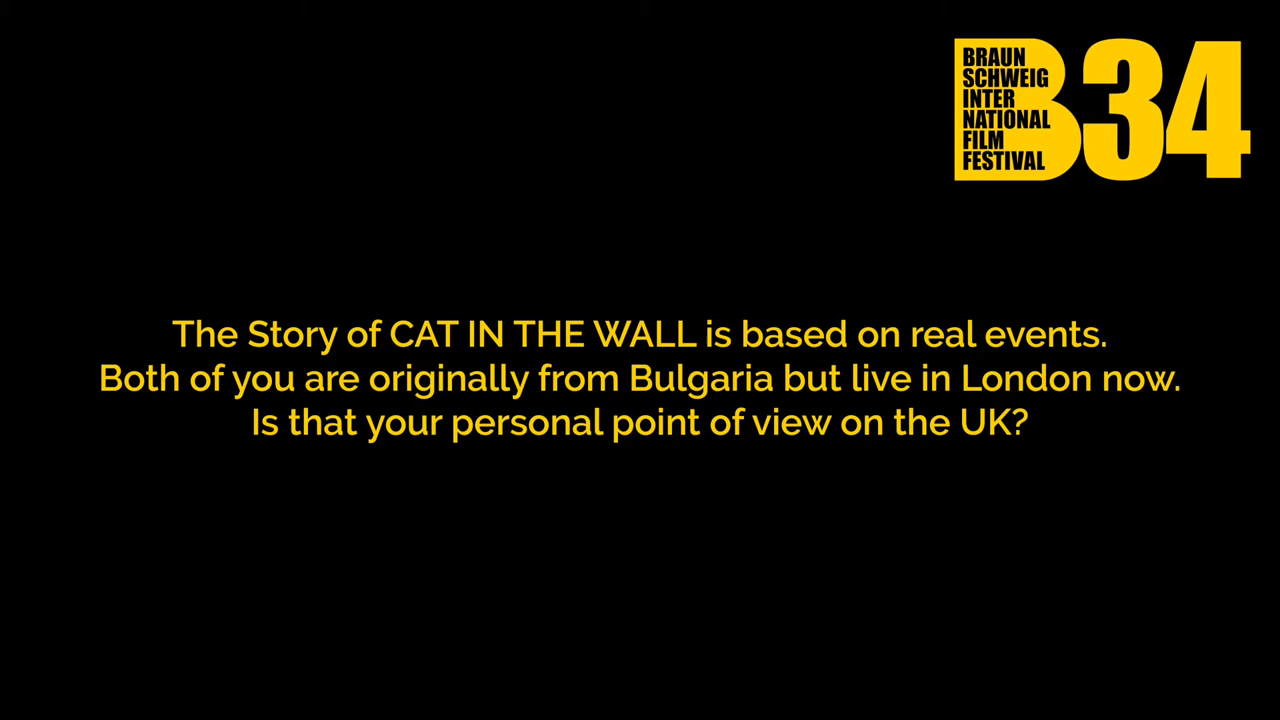 BRAUN
SCHWEIG
INTER
NATIONAL
FILM
FESTIVAL
B34
The Story of CAT IN THE WALL is based on real events.
Both of you are originally from Bulgaria but live in London now.
Is that your personal point of view on the UK?